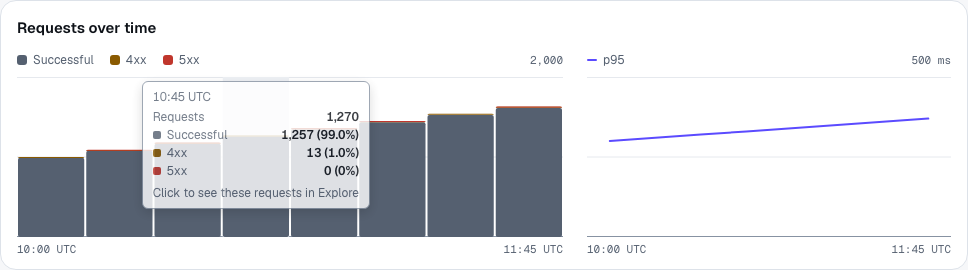 Requests over time
Successful 4xx 5xx 2,000
p95 500 ms
10:45 UTC
Requests 1,270
Successful 1,257 (99.0%)
4xx 13 (1.0%)
5xx 0 (0%)
Click to see these requests in Explore
10:00 UTC 11:45 UTC
10:00 UTC 11:45 UTC